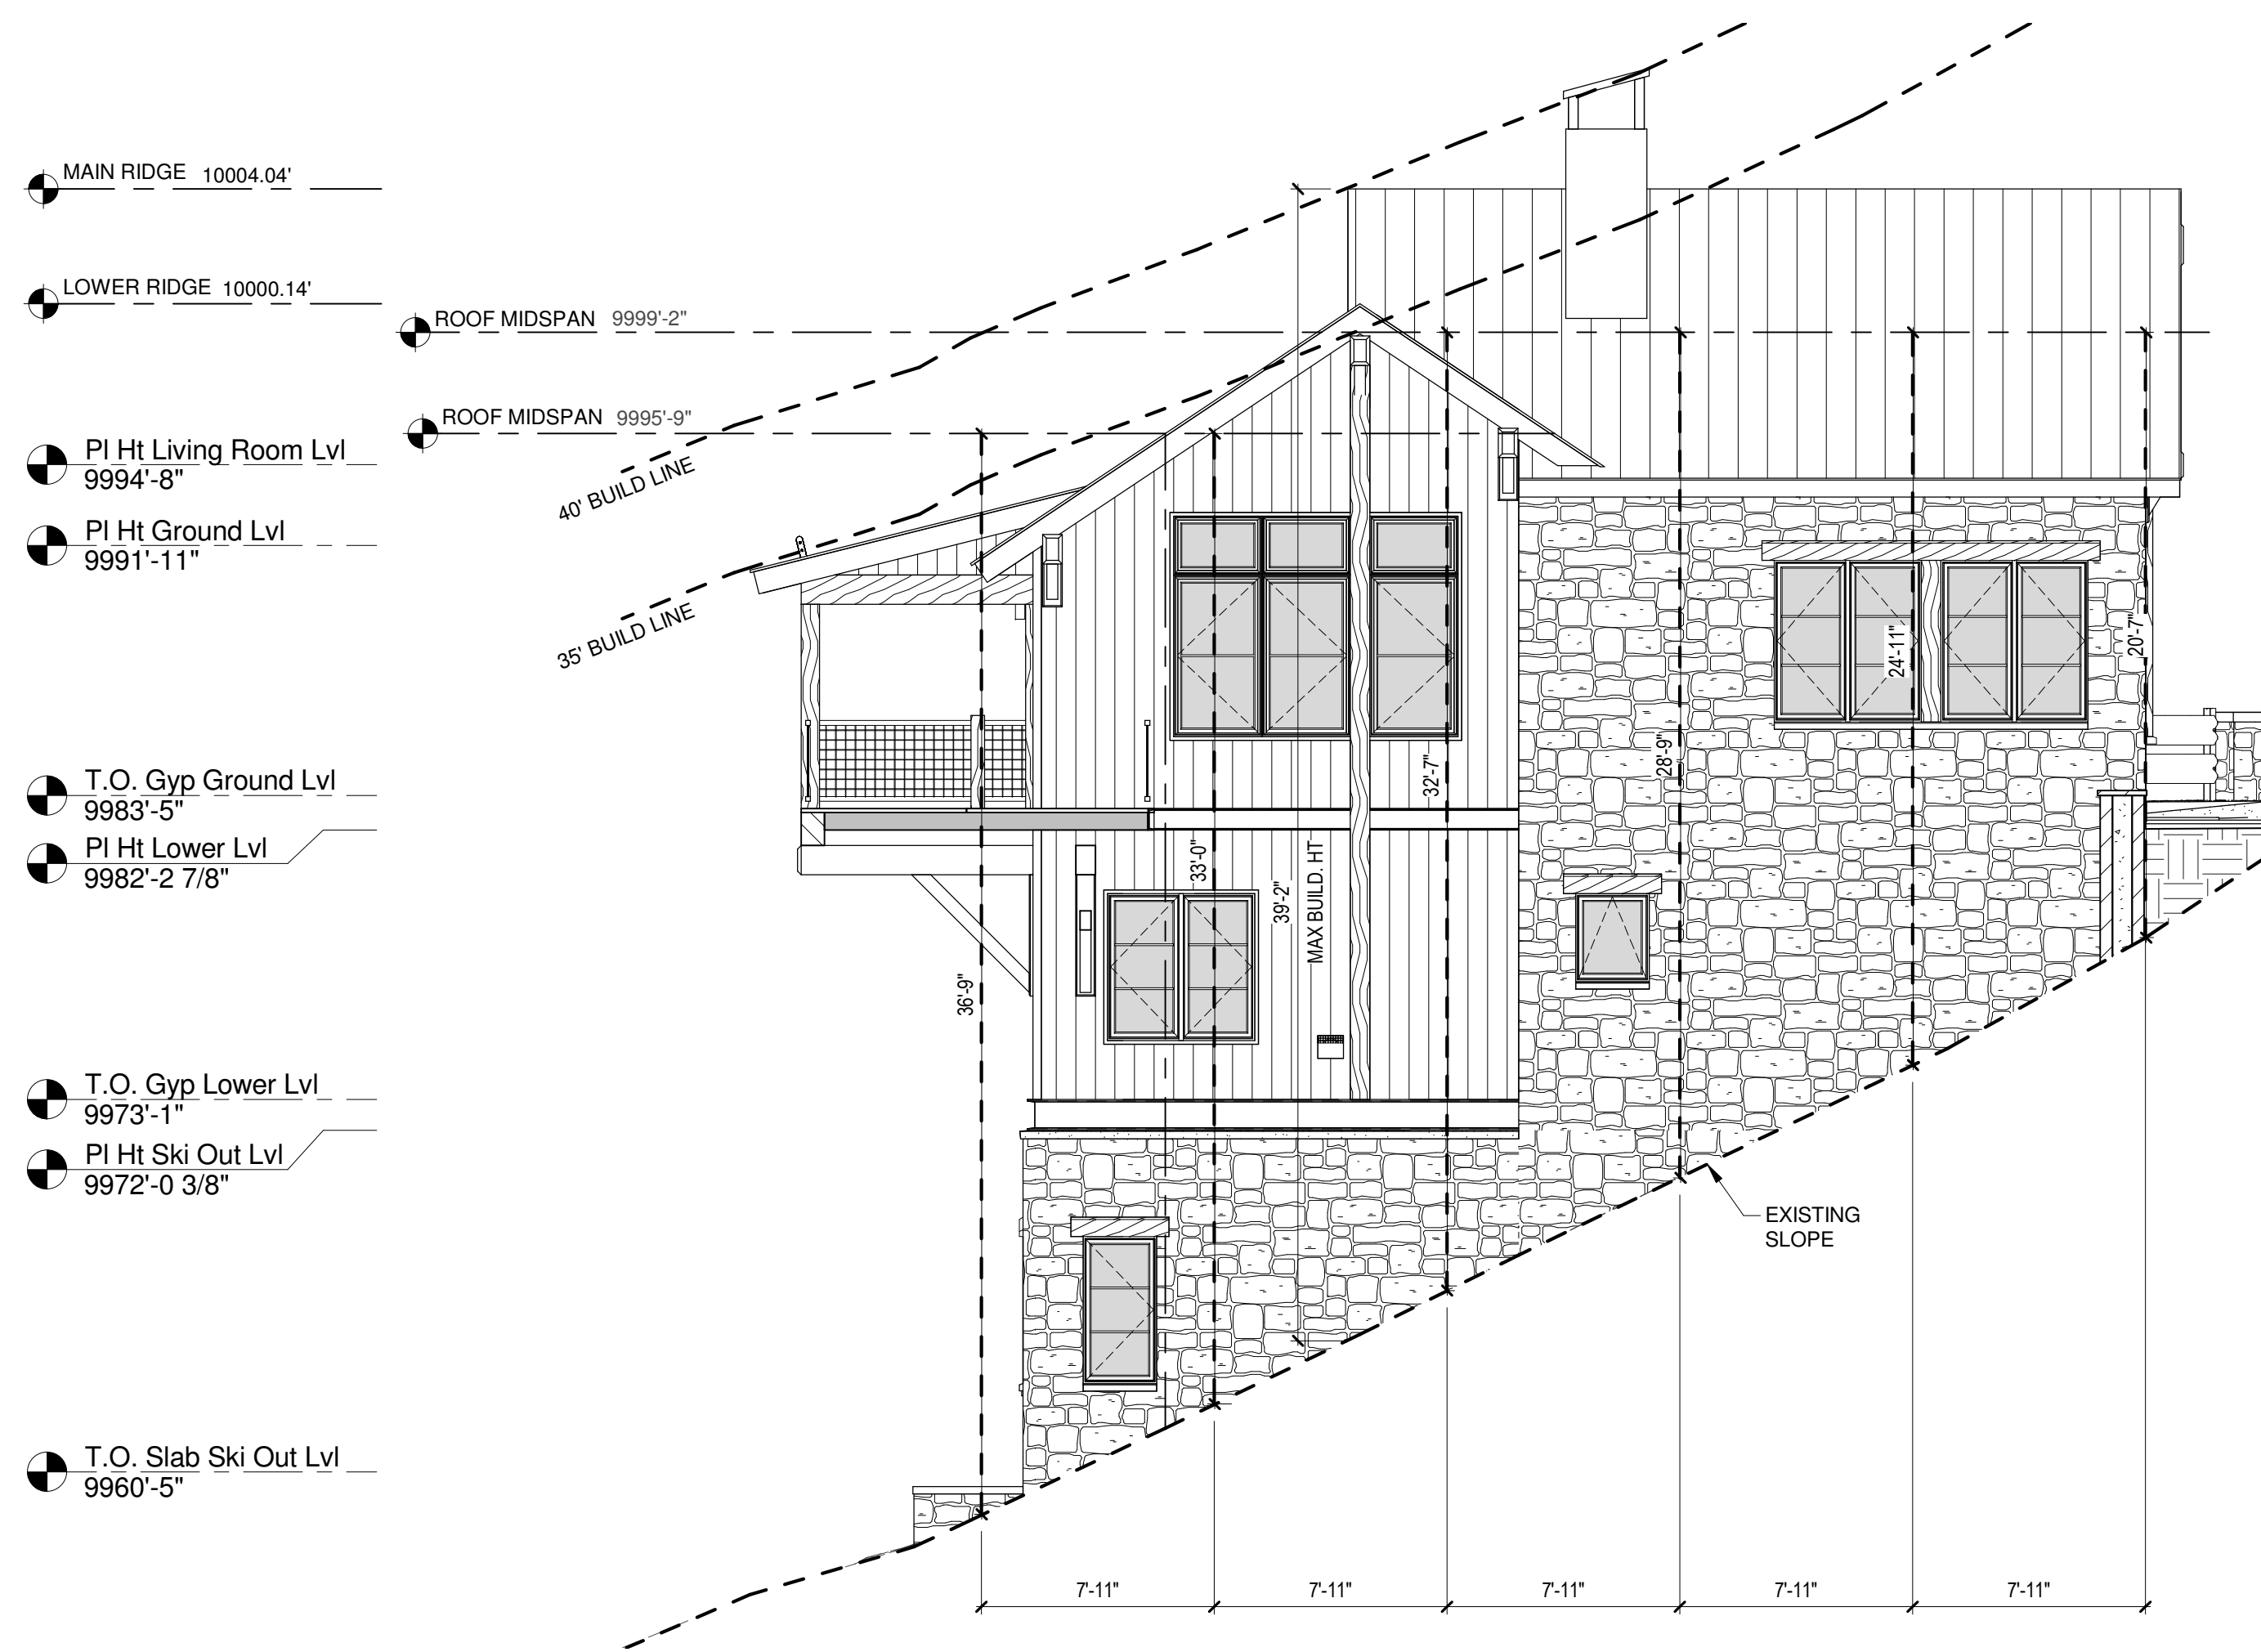 MAIN RIDGE 10004.04'
LOWER RIDGE 10000.14'
ROOF MIDSPAN 9999'-2"
ROOF MIDSPAN 9995'-9"
Pl Ht Living Room Lvl
9994'-8"
Pl Ht Ground Lvl
9991'-11"
T.O. Gyp Ground Lvl
9983'-5"
Pl Ht Lower Lvl
9982'-2 7/8"
T.O. Gyp Lower Lvl
9973'-1"
Pl Ht Ski Out Lvl
9972'-0 3/8"
T.O. Slab Ski Out Lvl
9960'-5"
40' BUILD LINE
35' BUILD LINE
36'-9"
33'-0"
39'-2"
MAX BUILD. HT
32'-7"
28'-9"
24'-11"
20'-7"
EXISTING
SLOPE
7'-11"
7'-11"
7'-11"
7'-11"
7'-11"